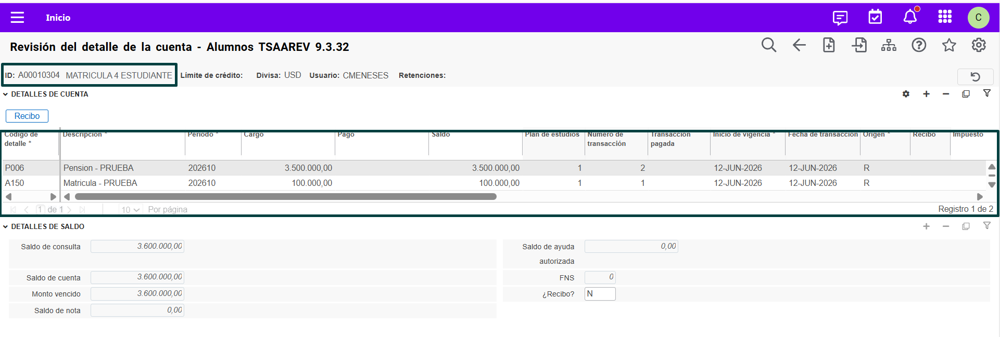 Inicio
C
Revisión del detalle de la cuenta - Alumnos TSAAREV 9.3.32
ID: A00010304 MATRICULA 4 ESTUDIANTE Límite de crédito: Divisa: USD Usuario: CMENESES Retenciones:
DETALLES DE CUENTA
Recibo
Código de detalle * Descripción * Periodo * Cargo Pago Saldo Plan de estudios Número de transacción Transacción pagada Inicio de vigencia * Fecha de transacción Origen * Recibo Impuesto
P006 Pension - PRUEBA 202610 3.500.000,00 3.500.000,00 1 2 12-JUN-2026 12-JUN-2026 R
A150 Matricula - PRUEBA 202610 100.000,00 100.000,00 1 1 12-JUN-2026 12-JUN-2026 R
1 de 1 10 Por página Registro 1 de 2
DETALLES DE SALDO
Saldo de consulta 3.600.000,00 Saldo de ayuda autorizada 0,00
Saldo de cuenta 3.600.000,00 FNS 0
Monto vencido 3.600.000,00 ¿Recibo? N
Saldo de nota 0,00